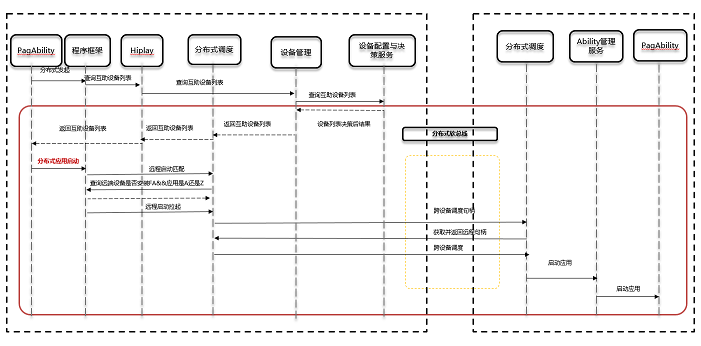 PagAbility
程序框架
Hiplay
分布式调度
设备管理
设备配置与决
策服务
分布式调度
Ability管理
服务
PagAbility
分布式发起
查询互助设备列表
查询互助设备列表
查询互助设备列表
返回互助设备列表
返回互助设备列表
返回互助设备列表
设备列表决策后结果
分布式软总线
分布式应用启动
远程启动匹配
查询远端设备是否安装FA&&应用是A还是Z
远程启动拉起
跨设备调度句柄
获取并返回远程句柄
跨设备调度
启动应用
启动应用